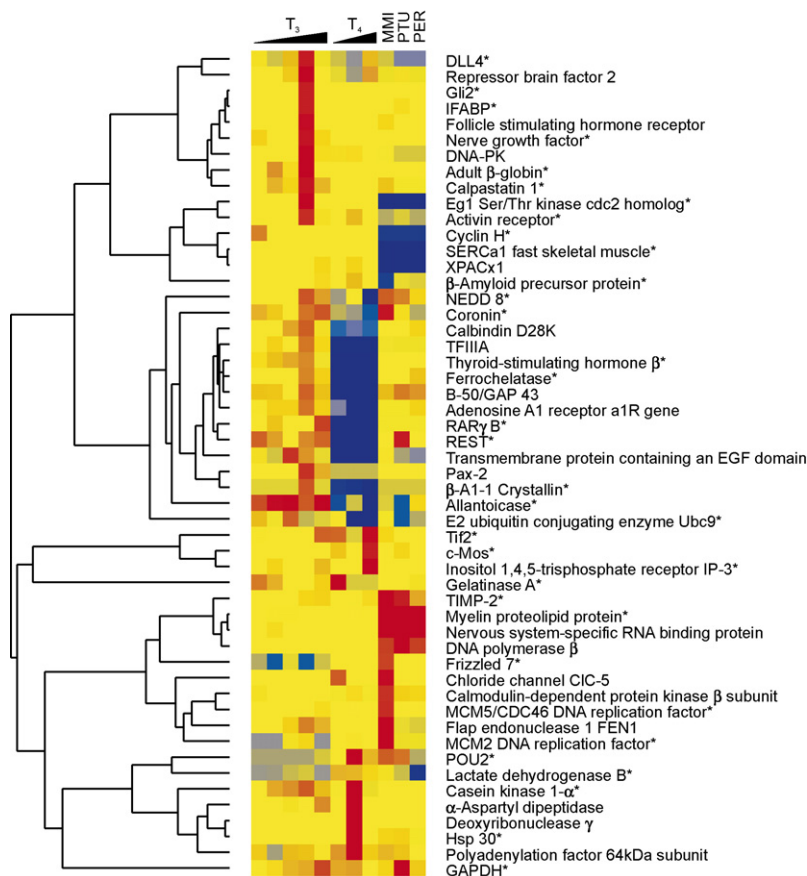 T3
T4
MMI
PTU
PER
DLL4*
Repressor brain factor 2
Gli2*
IFABP*
Follicle stimulating hormone receptor
Nerve growth factor*
DNA-PK
Adult β-globin*
Calpastatin 1*
Eg1 Ser/Thr kinase cdc2 homolog*
Activin receptor*
Cyclin H*
SERCa1 fast skeletal muscle*
XPACx1
β-Amyloid precursor protein*
NEDD 8*
Coronin*
Calbindin D28K
TFIIIA
Thyroid-stimulating hormone β*
Ferrochelatase*
B-50/GAP 43
Adenosine A1 receptor a1R gene
RARγ B*
REST*
Transmembrane protein containing an EGF domain
Pax-2
β-A1-1 Crystallin*
Allantoicase*
E2 ubiquitin conjugating enzyme Ubc9*
Tif2*
c-Mos*
Inositol 1,4,5-trisphosphate receptor IP-3*
Gelatinase A*
TIMP-2*
Myelin proteolipid protein*
Nervous system-specific RNA binding protein
DNA polymerase β
Frizzled 7*
Chloride channel ClC-5
Calmodulin-dependent protein kinase β subunit
MCM5/CDC46 DNA replication factor*
Flap endonuclease 1 FEN1
MCM2 DNA replication factor*
POU2*
Lactate dehydrogenase B*
Casein kinase 1-α*
α-Aspartyl dipeptidase
Deoxyribonuclease γ
Hsp 30*
Polyadenylation factor 64kDa subunit
GAPDH*